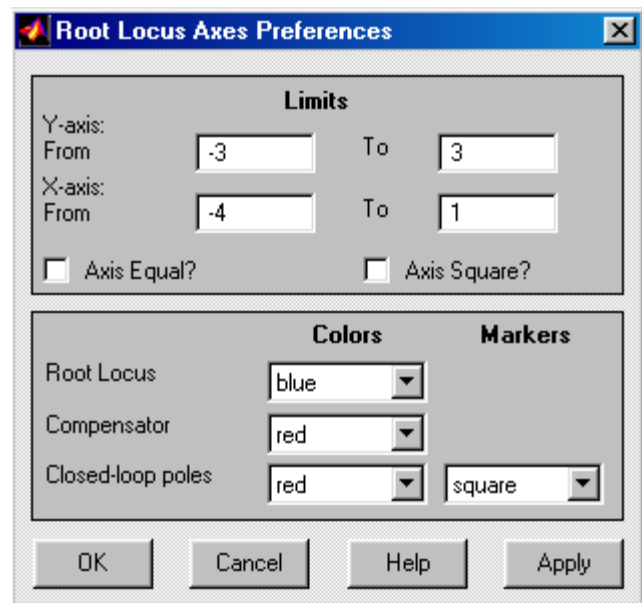 Root Locus Axes Preferences
Limits
Y-axis:
From -3 To 3
X-axis:
From -4 To 1
Axis Equal? Axis Square?
Colors Markers
Root Locus blue
Compensator red
Closed-loop poles red square
OK Cancel Help Apply